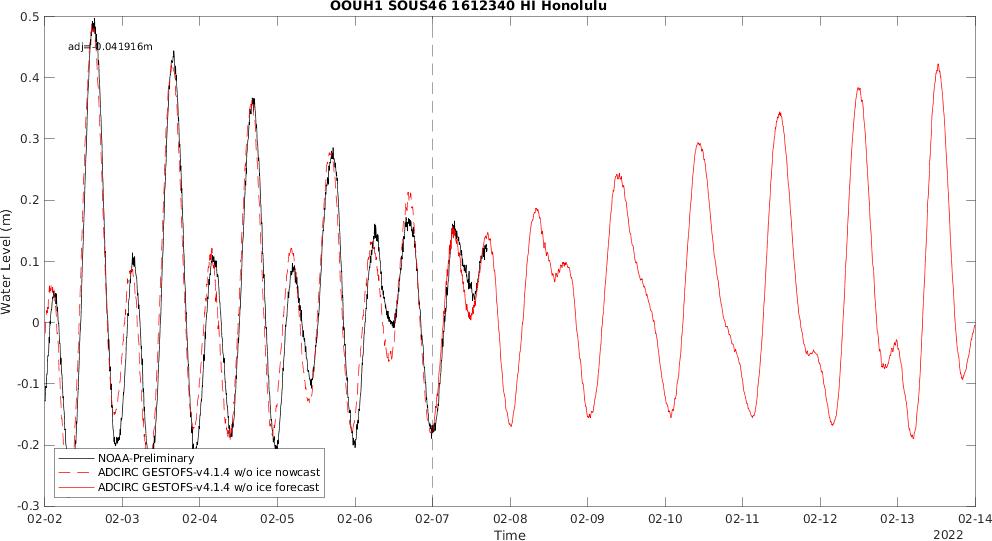 OOUH1 SOUS46 1612340 HI Honolulu
adj=-0.041916m
0.5
0.4
0.3
0.2
0.1
0
-0.1
-0.2
-0.3
Water Level (m)
NOAA-Preliminary
ADCIRC GESTOFS-v4.1.4 w/o ice nowcast
ADCIRC GESTOFS-v4.1.4 w/o ice forecast
02-02 02-03 02-04 02-05 02-06 02-07 02-08 02-09 02-10 02-11 02-12 02-13 02-14
Time
2022